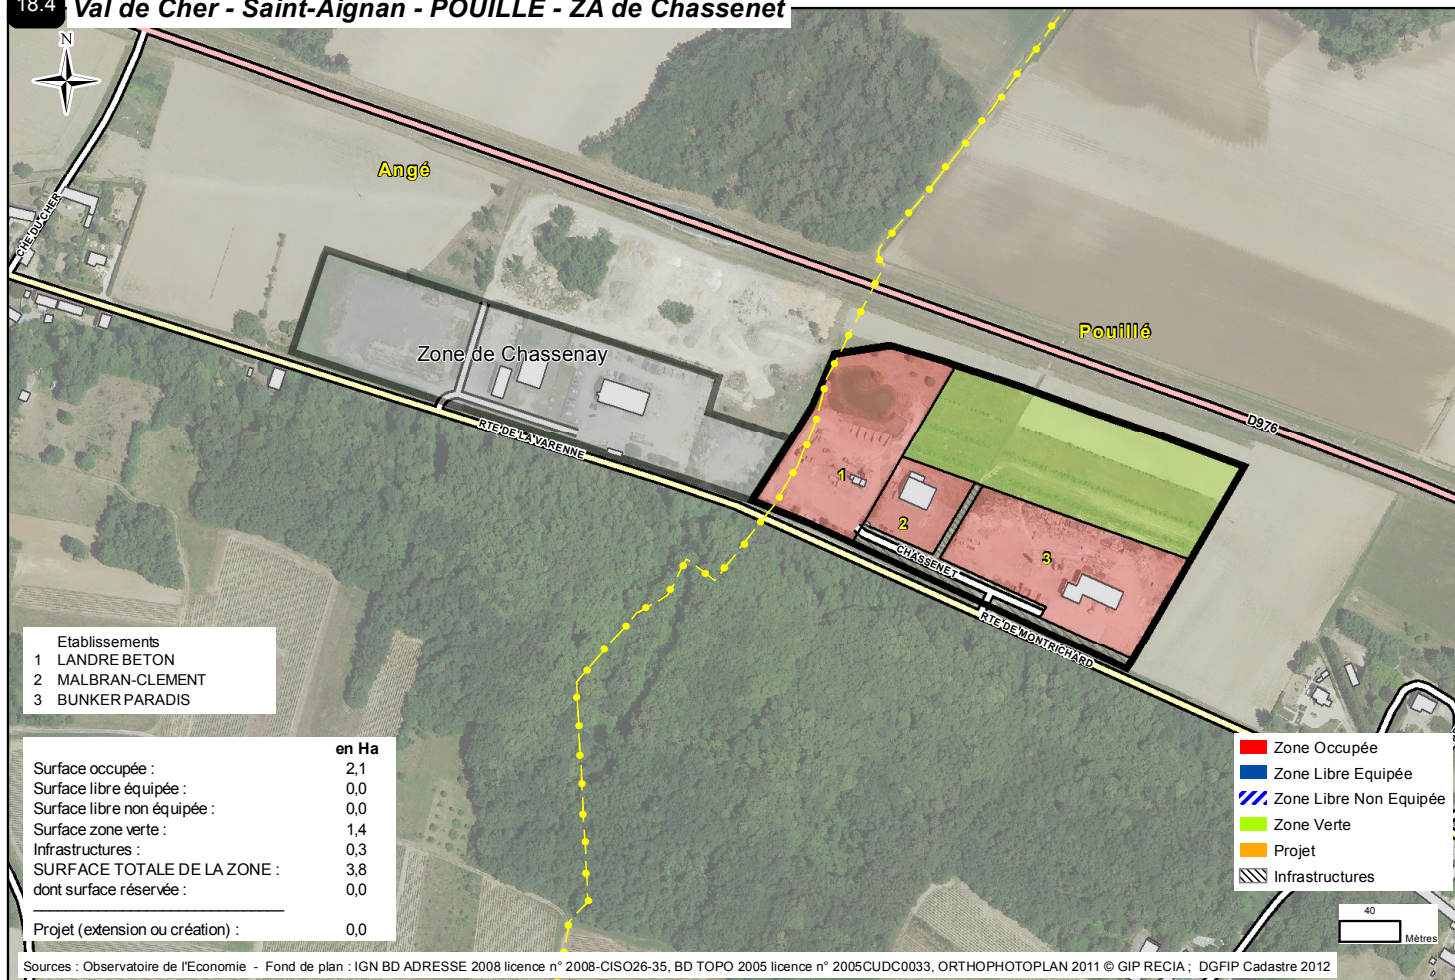 18.4 Val de Cher - Saint-Aignan - POUILLE - ZA de Chassenet
N
Angé
CHE DU CHER
Pouillé
Zone de Chassenay
D976
RTE DE LA VARENNE
1
2
CHASSENET
3
RTE DE MONTRICHARD
Etablissements
1 LANDRE BETON
2 MALBRAN-CLEMENT
3 BUNKER PARADIS
en Ha
Surface occupée : 2,1
Surface libre équipée : 0,0
Surface libre non équipée : 0,0
Surface zone verte : 1,4
Infrastructures : 0,3
SURFACE TOTALE DE LA ZONE : 3,8
dont surface réservée : 0,0
Projet (extension ou création) : 0,0
Zone Occupée
Zone Libre Equipée
Zone Libre Non Equipée
Zone Verte
Projet
Infrastructures
40
Mètres
Sources : Observatoire de l'Economie - Fond de plan : IGN BD ADRESSE 2008 licence n° 2008-CISO26-35, BD TOPO 2005 licence n° 2005CUDC0033, ORTHOPHOTOPLAN 2011 © GIP RECIA ; DGFIP Cadastre 2012